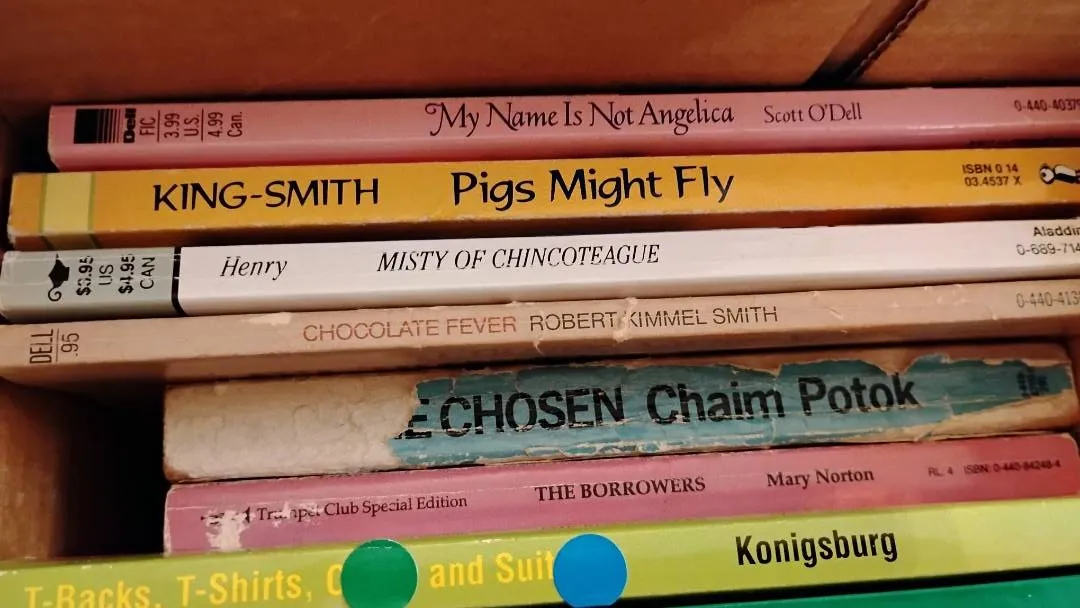 Dell FIC 3.99 U.S. 4.99 Can. My Name Is Not Angelica Scott O'Dell 0-440-4037
KING-SMITH Pigs Might Fly ISBN 0 14 03.4537 X
$3.95 US $4.95 CAN Henry MISTY OF CHINCOTEAGUE Aladdin 0-689-714
DELL .95 CHOCOLATE FEVER ROBERT KIMMEL SMITH 0-440-413
E CHOSEN Chaim Potok
Trumpet Club Special Edition THE BORROWERS Mary Norton RL. 4 ISBN: 0-440-84248-4
T-Backs, T-Shirts, C and Suit Konigsburg